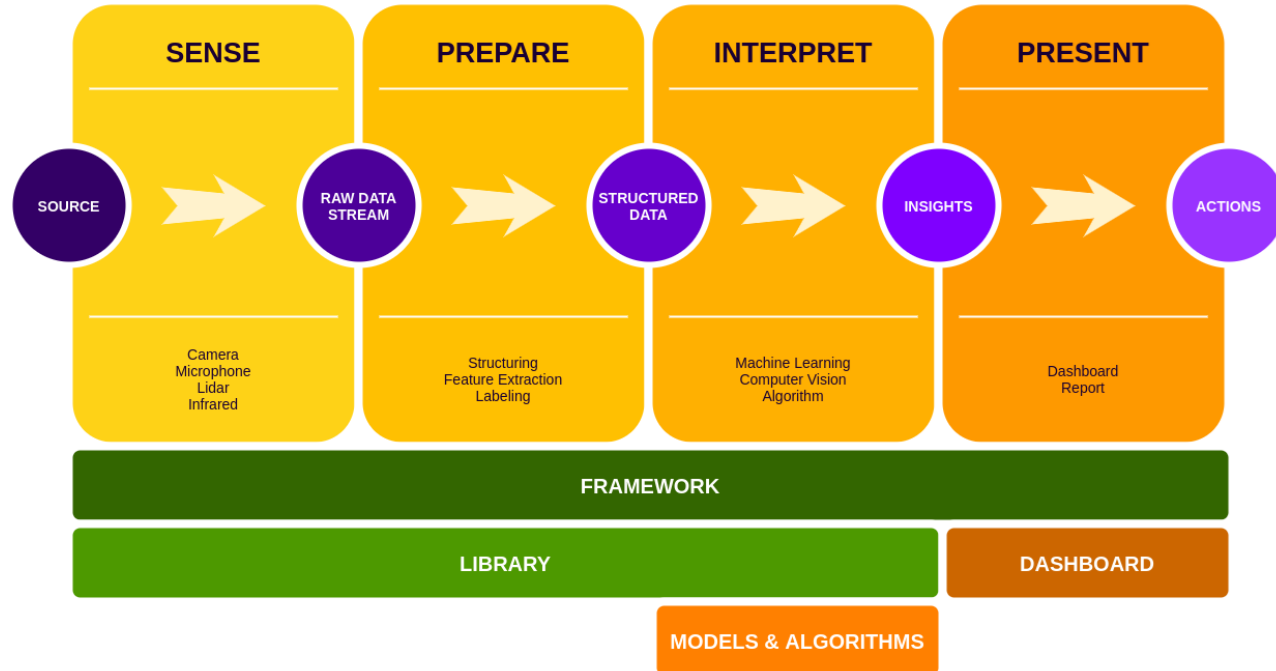 SENSE
PREPARE
INTERPRET
PRESENT
SOURCE
RAW DATA
STREAM
STRUCTURED
DATA
INSIGHTS
ACTIONS
Camera
Microphone
Lidar
Infrared
Structuring
Feature Extraction
Labeling
Machine Learning
Computer Vision
Algorithm
Dashboard
Report
FRAMEWORK
LIBRARY
DASHBOARD
MODELS & ALGORITHMS